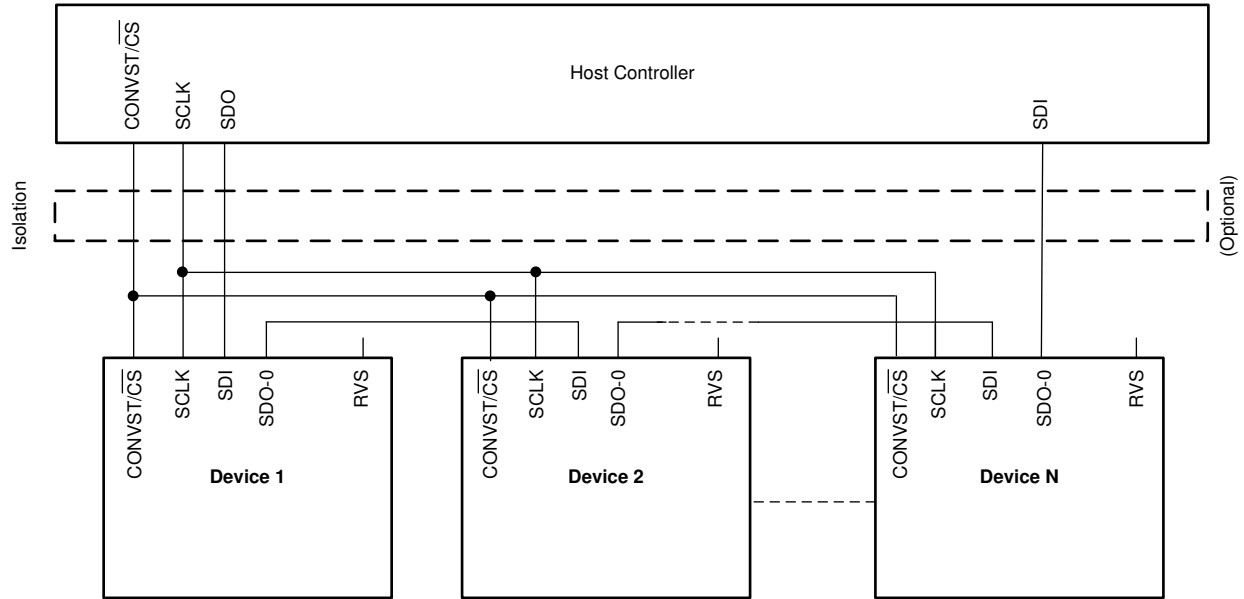 Host Controller
CONVST/CS
SCLK
SDO
SDI
Isolation
(Optional)
CONVST/CS
SCLK
SDI
SDO-0
RVS
Device 1
CONVST/CS
SCLK
SDI
SDO-0
RVS
Device 2
CONVST/CS
SCLK
SDI
SDO-0
RVS
Device N